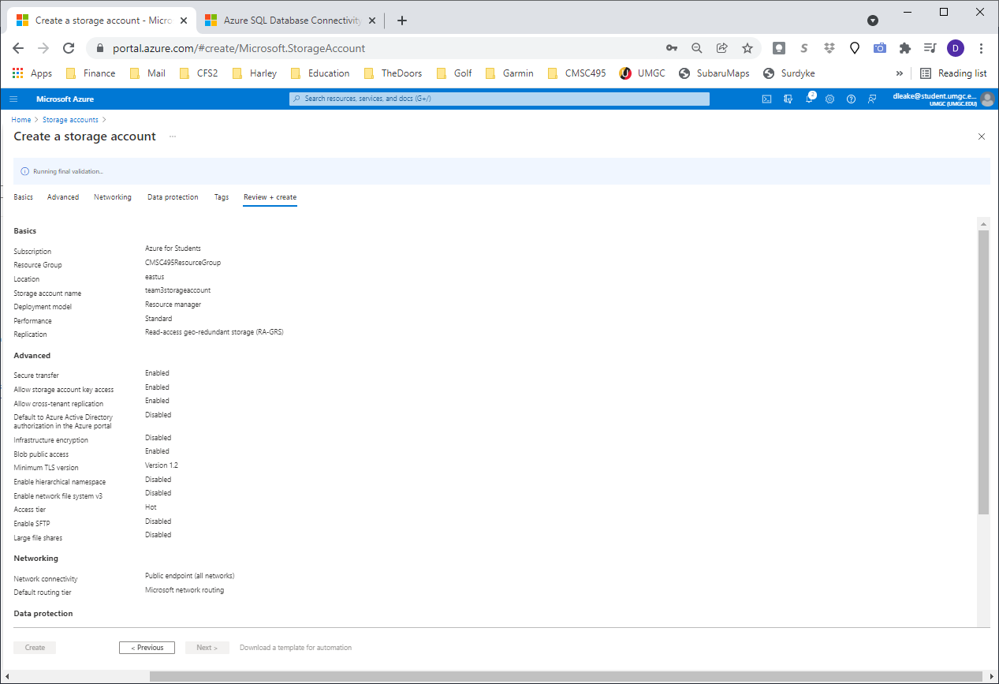 Create a storage account - Micro
Azure SQL Database Connectivity
portal.azure.com/#create/Microsoft.StorageAccount
S
D
Apps
Finance
Mail
CFS2
Harley
Education
TheDoors
Golf
Garmin
CMSC495
UMGC
SubaruMaps
Surdyke
»
Reading list
Microsoft Azure
Search resources, services, and docs (G+/)
2
dleake@student.umgc.e...
UMGC (UMGC.EDU)
Home > Storage accounts >
Create a storage account ...
Running final validation...
Basics Advanced Networking Data protection Tags Review + create
Basics
Subscription Azure for Students
Resource Group CMSC495ResourceGroup
Location eastus
Storage account name team3storageaccount
Deployment model Resource manager
Performance Standard
Replication Read-access geo-redundant storage (RA-GRS)
Advanced
Secure transfer Enabled
Allow storage account key access Enabled
Allow cross-tenant replication Enabled
Default to Azure Active Directory Disabled
authorization in the Azure portal
Infrastructure encryption Disabled
Blob public access Enabled
Minimum TLS version Version 1.2
Enable hierarchical namespace Disabled
Enable network file system v3 Disabled
Access tier Hot
Enable SFTP Disabled
Large file shares Disabled
Networking
Network connectivity Public endpoint (all networks)
Default routing tier Microsoft network routing
Data protection
Create < Previous Next > Download a template for automation